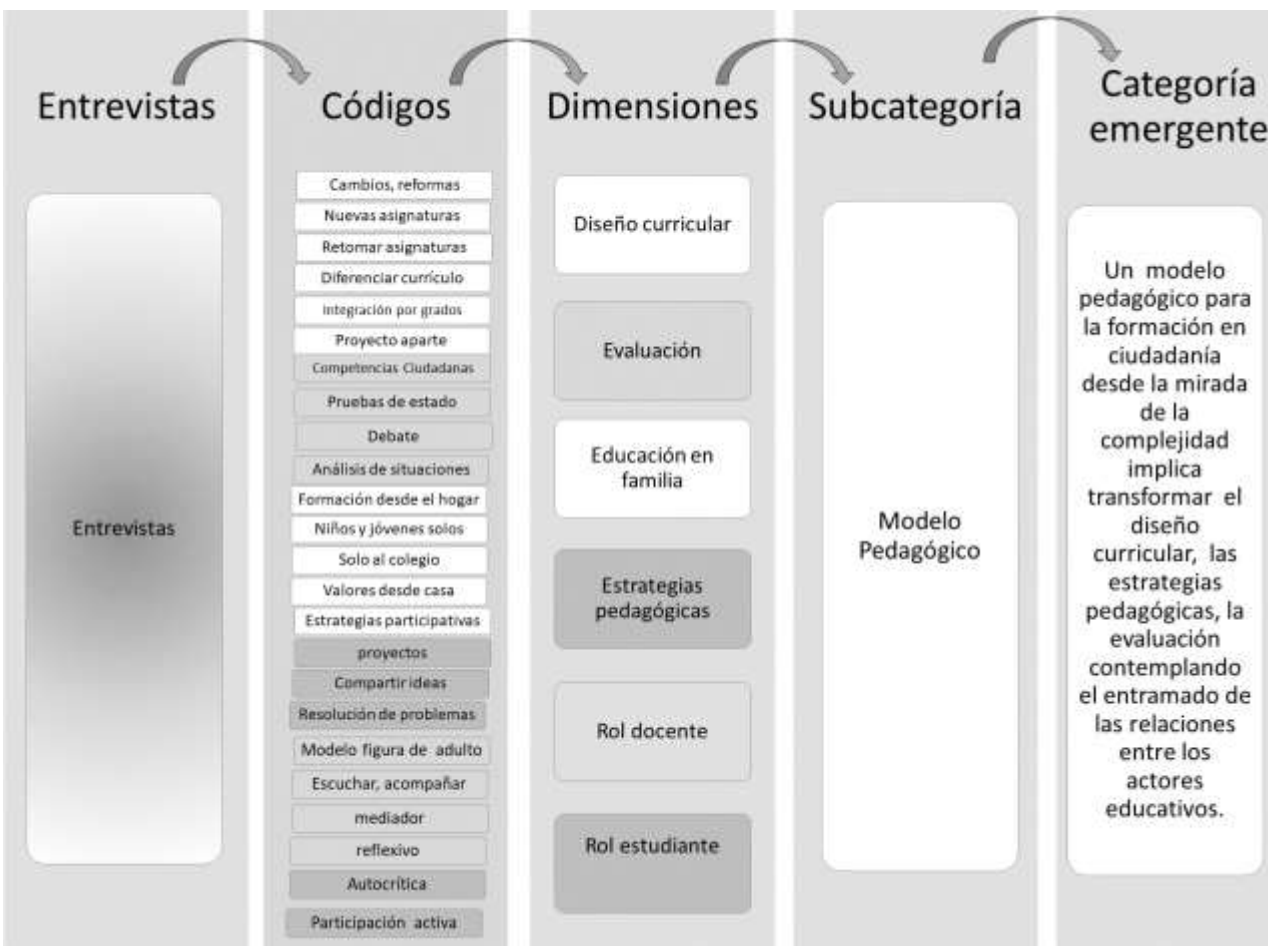 Entrevistas
Códigos
Dimensiones
Subcategoría
Categoría
emergente
Entrevistas
Cambios, reformas
Nuevas asignaturas
Retomar asignaturas
Diferenciar currículo
Integración por grados
Proyecto aparte
Competencias Ciudadanas
Pruebas de estado
Debate
Análisis de situaciones
Formación desde el hogar
Niños y jóvenes solos
Solo al colegio
Valores desde casa
Estrategias participativas
proyectos
Compartir ideas
Resolución de problemas
Modelo figura de adulto
Escuchar, acompañar
mediador
reflexivo
Autocrítica
Participación activa
Diseño curricular
Evaluación
Educación en
familia
Estrategias
pedagógicas
Rol docente
Rol estudiante
Modelo
Pedagógico
Un modelo
pedagógico para
la formación en
ciudadanía
desde la mirada
de la
complejidad
implica
transformar el
diseño
curricular, las
estrategias
pedagógicas, la
evaluación
contemplando
el entramado de
las relaciones
entre los
actores
educativos.